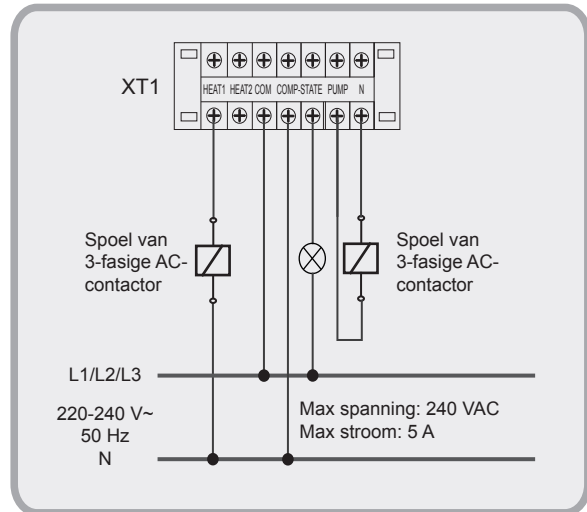 XT1
HEAT1 HEAT2 COM COMP-STATE PUMP N
Spoel van
3-fasige AC-
contactor
Spoel van
3-fasige AC-
contactor
L1/L2/L3
220-240 V~
50 Hz
N
Max spanning: 240 VAC
Max stroom: 5 A